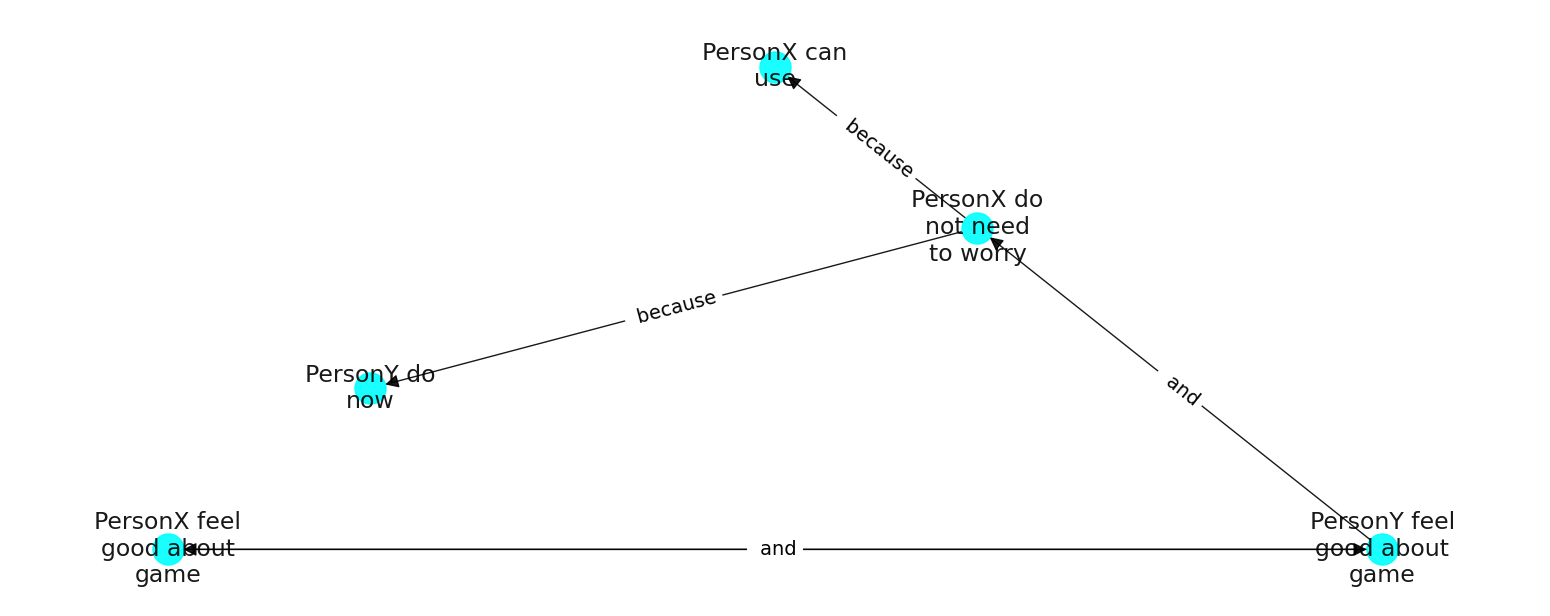 PersonX can
use
because
PersonX do
not need
to worry
because
PersonY do
now
and
PersonX feel
good about
game
and
PersonY feel
good about
game